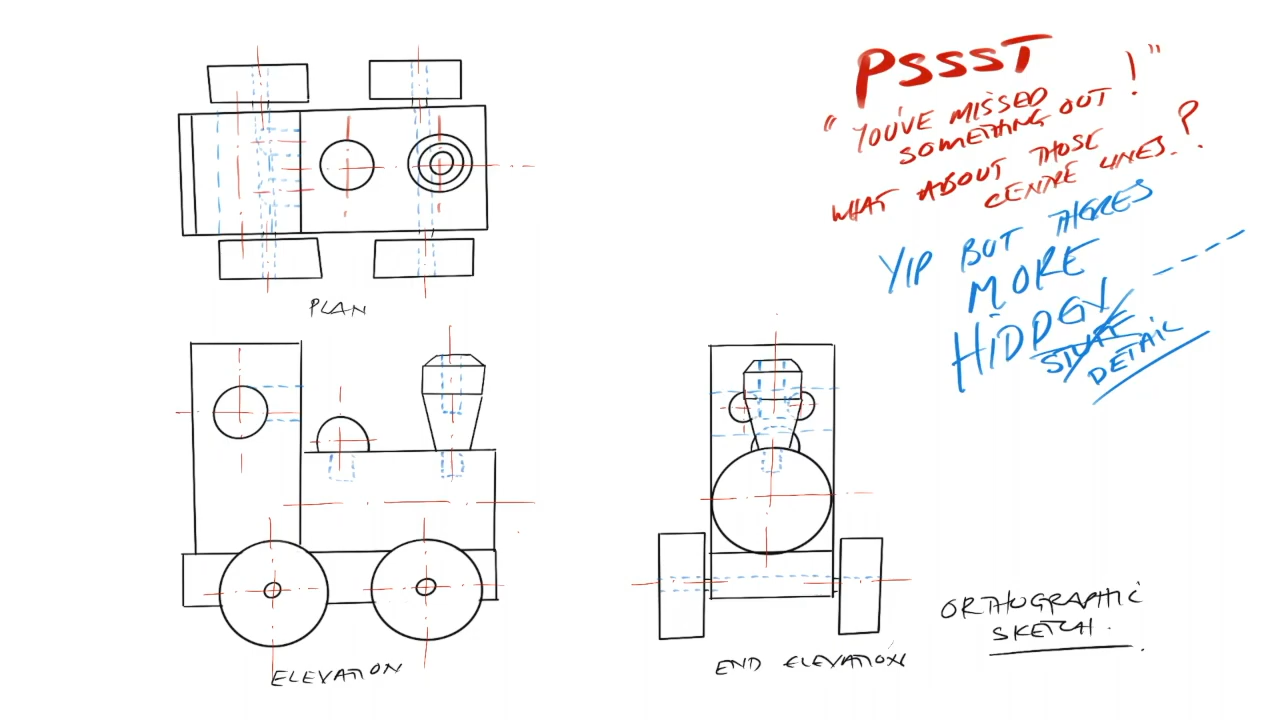 PSSST
"YOU'VE MISSED
SOMETHING OUT!"
WHAT ABOUT THOSE
CENTRE LINES..?
YIP BUT THERES
MORE
HIDDEN
STUFF
DETAIL
PLAN
ELEVATION
END ELEVATION
ORTHOGRAPHIC
SKETCH.